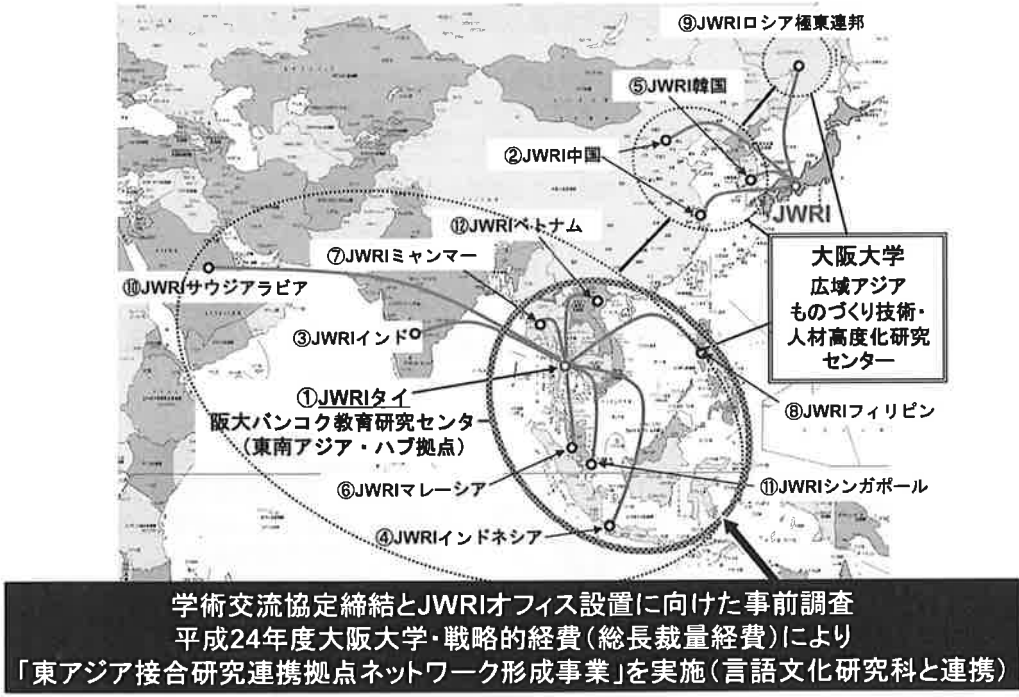 ⑨JWRIロシア極東連邦
⑤JWRI韓国
②JWRI中国
JWRI
⑫JWRIベトナム
⑦JWRIミャンマー
⑩JWRIサウジアラビア
③JWRIインド
大阪大学
広域アジア
ものづくり技術・
人材高度化研究
センター
①JWRIタイ
阪大バンコク教育研究センター
(東南アジア・ハブ拠点)
⑧JWRIフィリピン
⑥JWRIマレーシア
⑪JWRIシンガポール
④JWRIインドネシア
学術交流協定締結とJWRIオフィス設置に向けた事前調査
平成24年度大阪大学・戦略的経費(総長裁量経費)により
「東アジア接合研究連携拠点ネットワーク形成事業」を実施(言語文化研究科と連携)